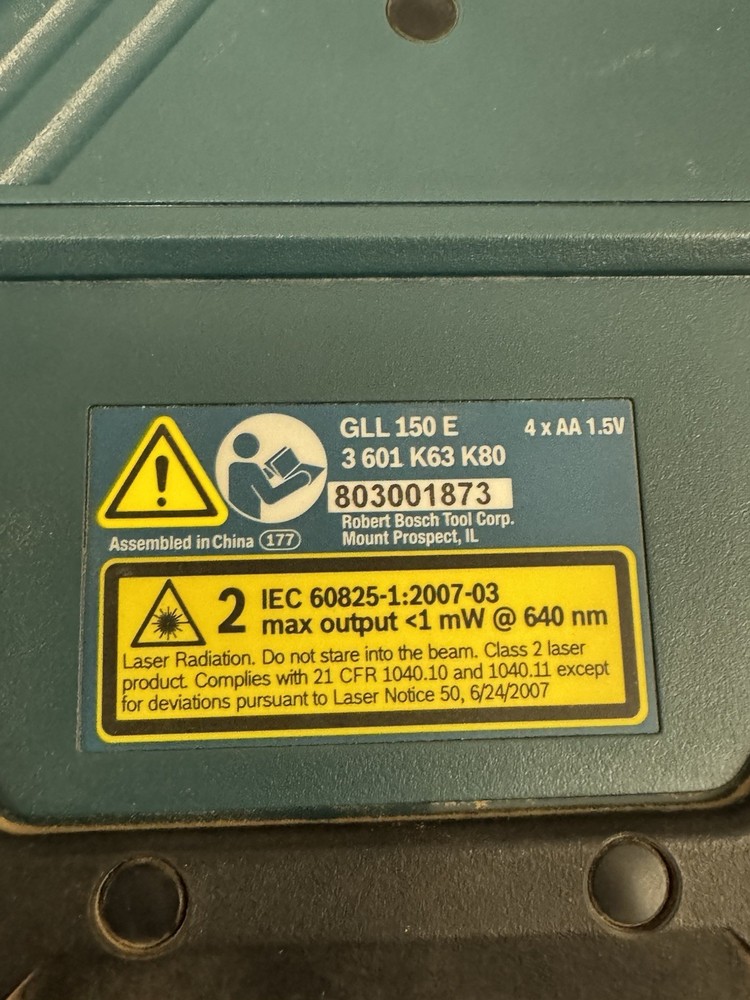 GLL 150 E 4 x AA 1.5V
3 601 K63 K80
803001873
Robert Bosch Tool Corp.
Mount Prospect, IL
Assembled in China 177
2 IEC 60825-1:2007-03
max output <1 mW @ 640 nm
Laser Radiation. Do not stare into the beam. Class 2 laser
product. Complies with 21 CFR 1040.10 and 1040.11 except
for deviations pursuant to Laser Notice 50, 6/24/2007